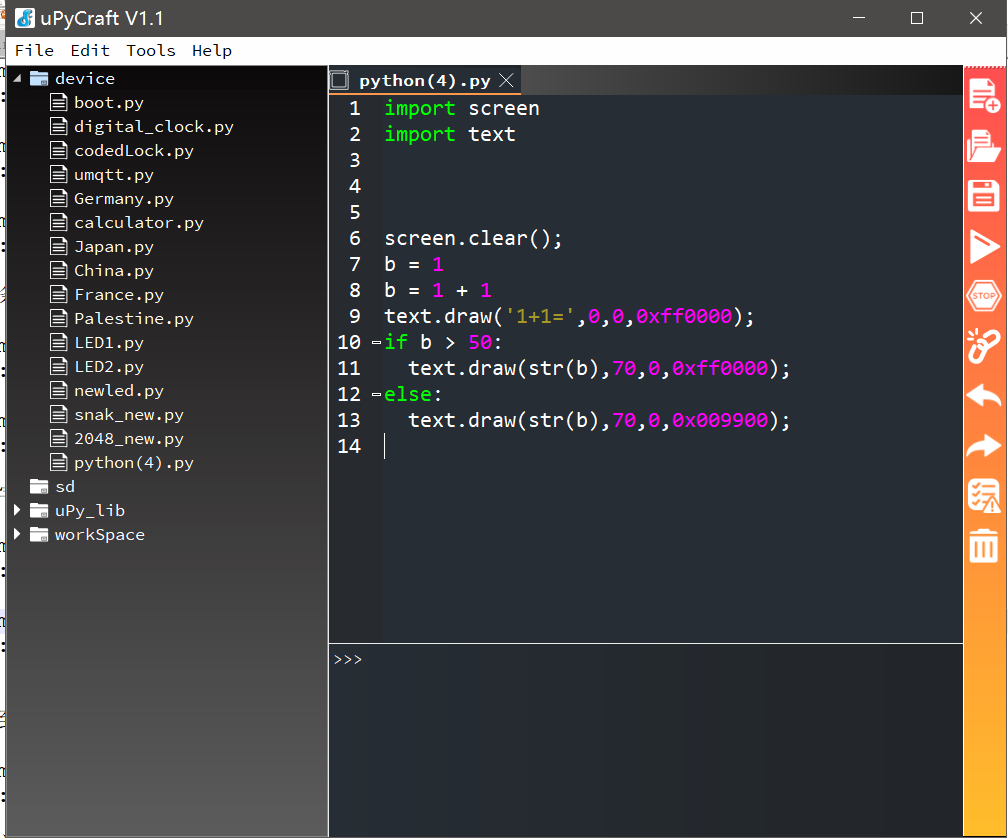 uPyCraft V1.1
File Edit Tools Help
device
boot.py
digital_clock.py
codedLock.py
umqtt.py
Germany.py
calculator.py
Japan.py
China.py
France.py
Palestine.py
LED1.py
LED2.py
newled.py
snak_new.py
2048_new.py
python(4).py
sd
uPy_lib
workSpace
python(4).py
1 import screen
2 import text
3
4
5
6 screen.clear();
7 b = 1
8 b = 1 + 1
9 text.draw('1+1=',0,0,0xff0000);
10 if b > 50:
11 text.draw(str(b),70,0,0xff0000);
12 else:
13 text.draw(str(b),70,0,0x009900);
14
>>>
STOP